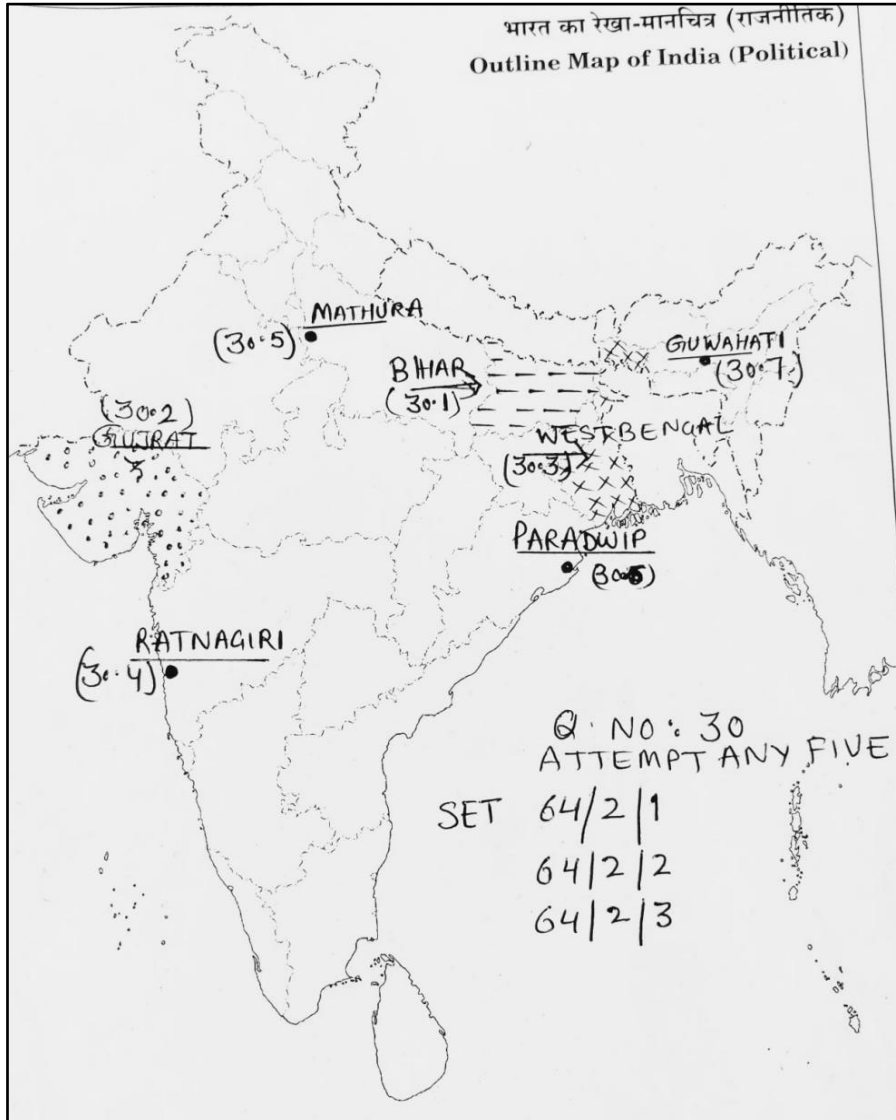 भारत का रेखा-मानचित्र (राजनीतिक)
Outline Map of India (Political)
MATHURA
(30.5)
GUWAHATI
(30.7)
BIHAR
(30.1)
(30.2)
GUJRAT
WESTBENGAL
(30.3)
PARADWIP
RATNAGIRI
(30.4)
Q. NO: 30
ATTEMPT ANY FIVE
SET 64/2/1
64/2/2
64/2/3